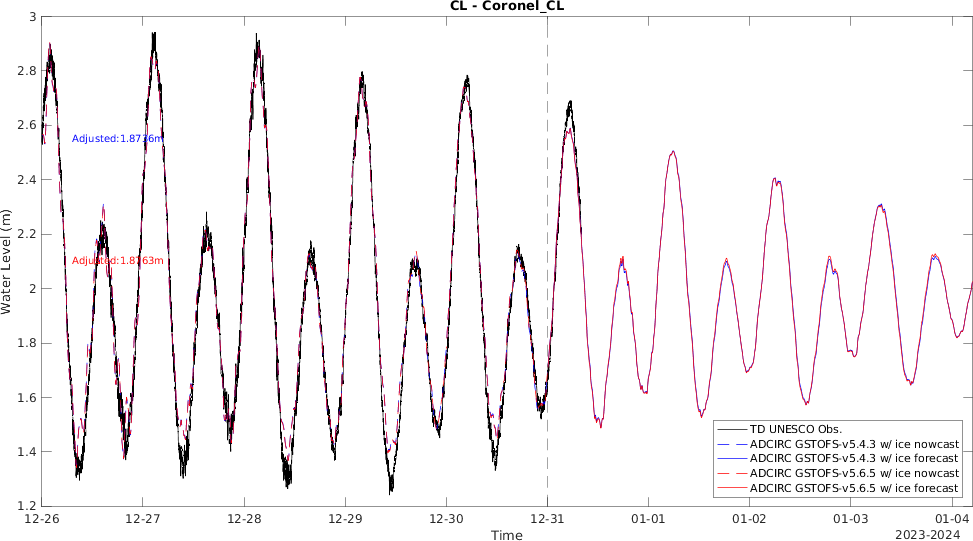 CL - Coronel_CL
3
2.8
2.6
2.4
2.2
2
1.8
1.6
1.4
1.2
Water Level (m)
Adjusted:1.8736m
Adjusted:1.8763m
12-26
12-27
12-28
12-29
12-30
12-31
01-01
01-02
01-03
01-04
Time
2023-2024
TD UNESCO Obs.
ADCIRC GSTOFS-v5.4.3 w/ ice nowcast
ADCIRC GSTOFS-v5.4.3 w/ ice forecast
ADCIRC GSTOFS-v5.6.5 w/ ice nowcast
ADCIRC GSTOFS-v5.6.5 w/ ice forecast